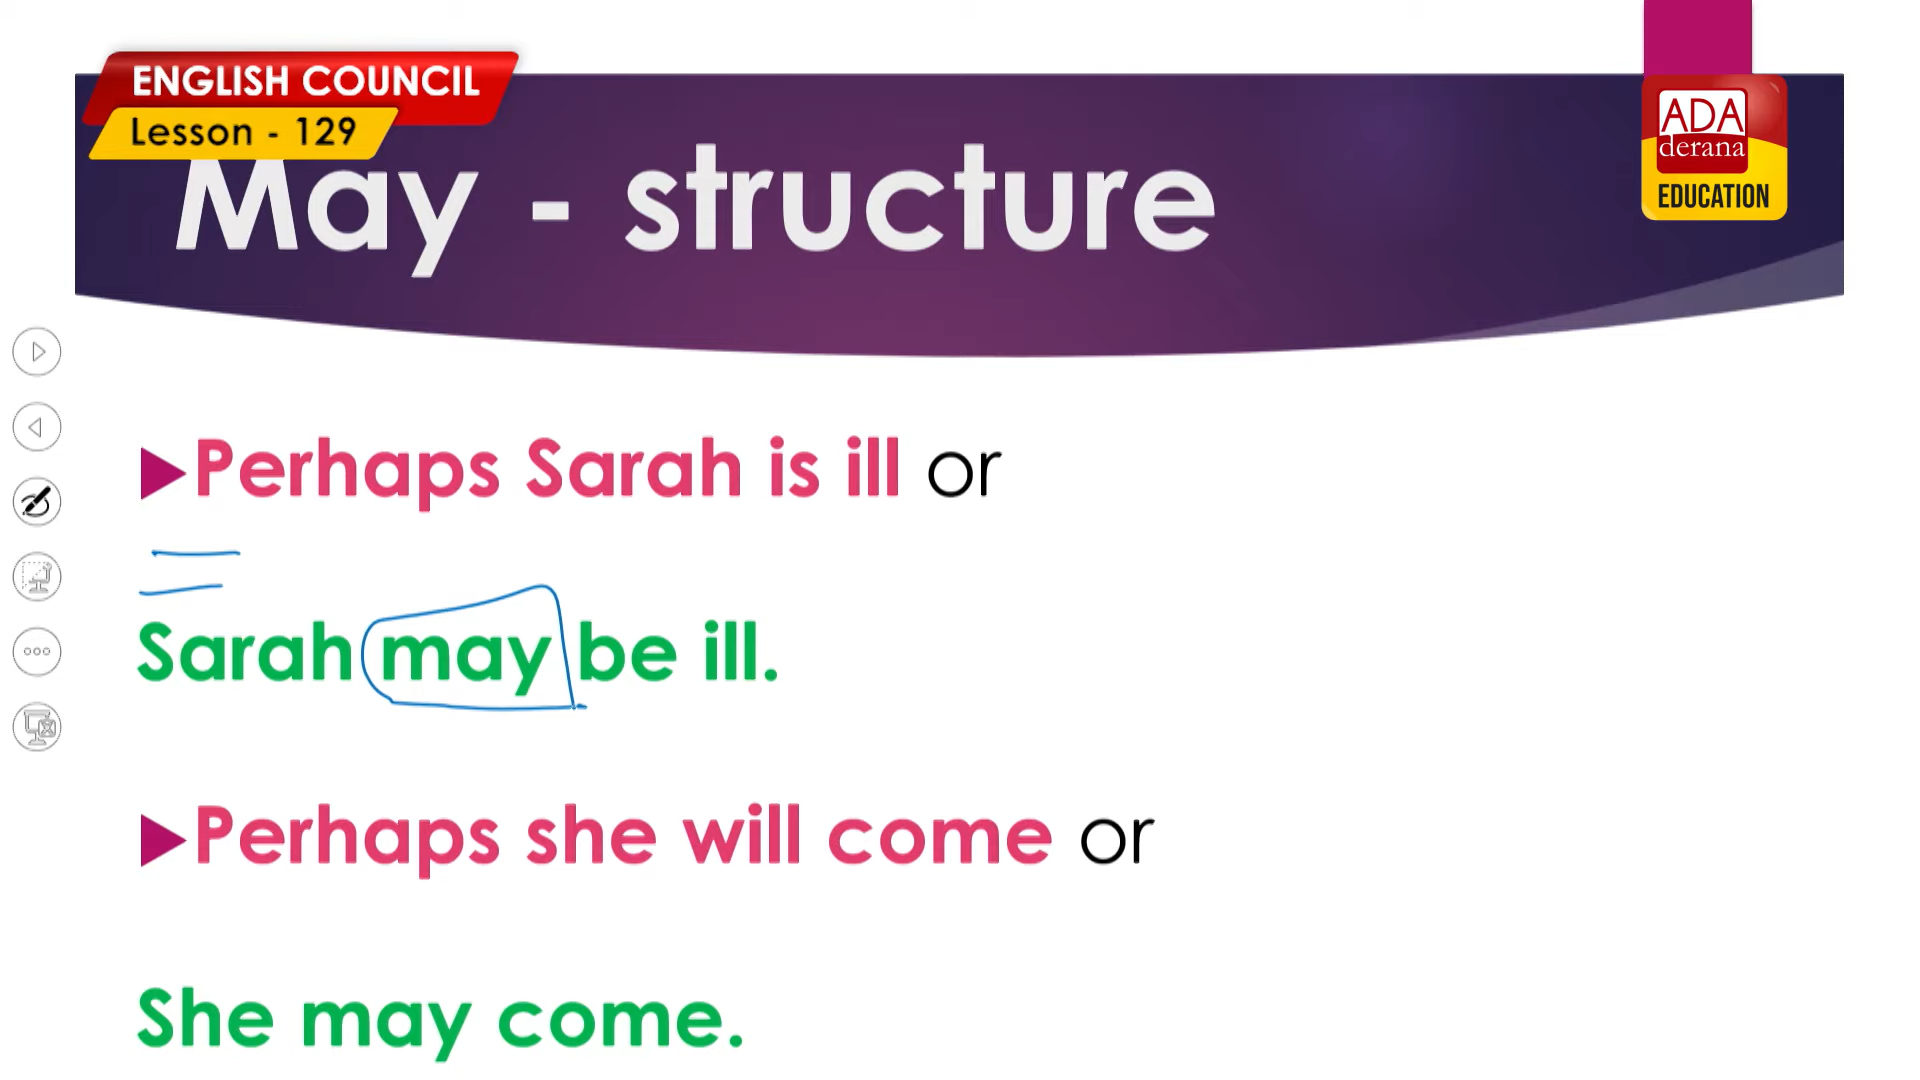 ENGLISH COUNCIL
Lesson - 129
May - structure
ADA
derana
EDUCATION
Perhaps Sarah is ill or
Sarah may be ill.
Perhaps she will come or
She may come.